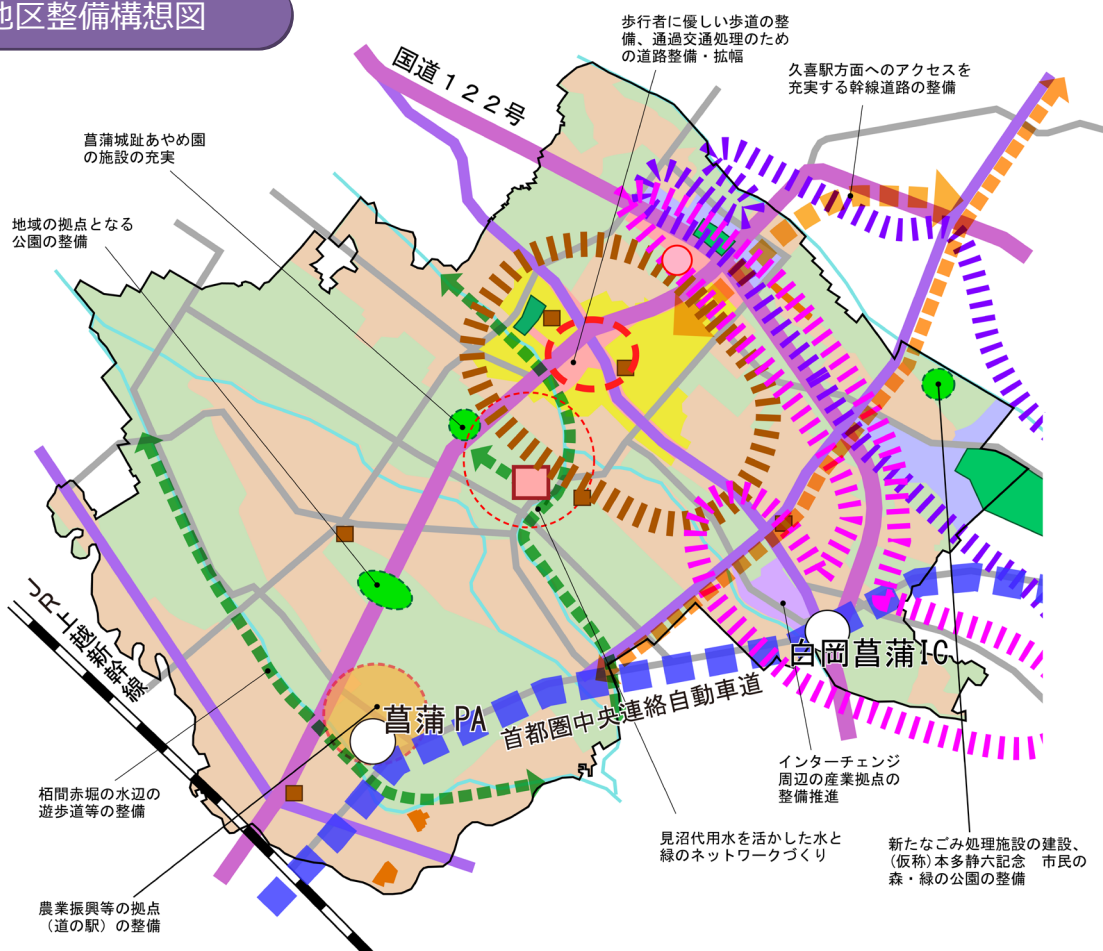 地区整備構想図
歩行者に優しい歩道の整
備、通過交通処理のため
の道路整備・拡幅
国道122号
久喜駅方面へのアクセスを
充実する幹線道路の整備
菖蒲城趾あやめ園
の施設の充実
地域の拠点となる
公園の整備
JR上越新幹線
白岡菖蒲IC
菖蒲PA
首都圏中央連絡自動車道
栢間赤堀の水辺の
遊歩道等の整備
インターチェンジ
周辺の産業拠点の
整備推進
見沼代用水を活かした水と
緑のネットワークづくり
新たなごみ処理施設の建設、
(仮称)本多静六記念 市民の
森・緑の公園の整備
農業振興等の拠点
(道の駅)の整備